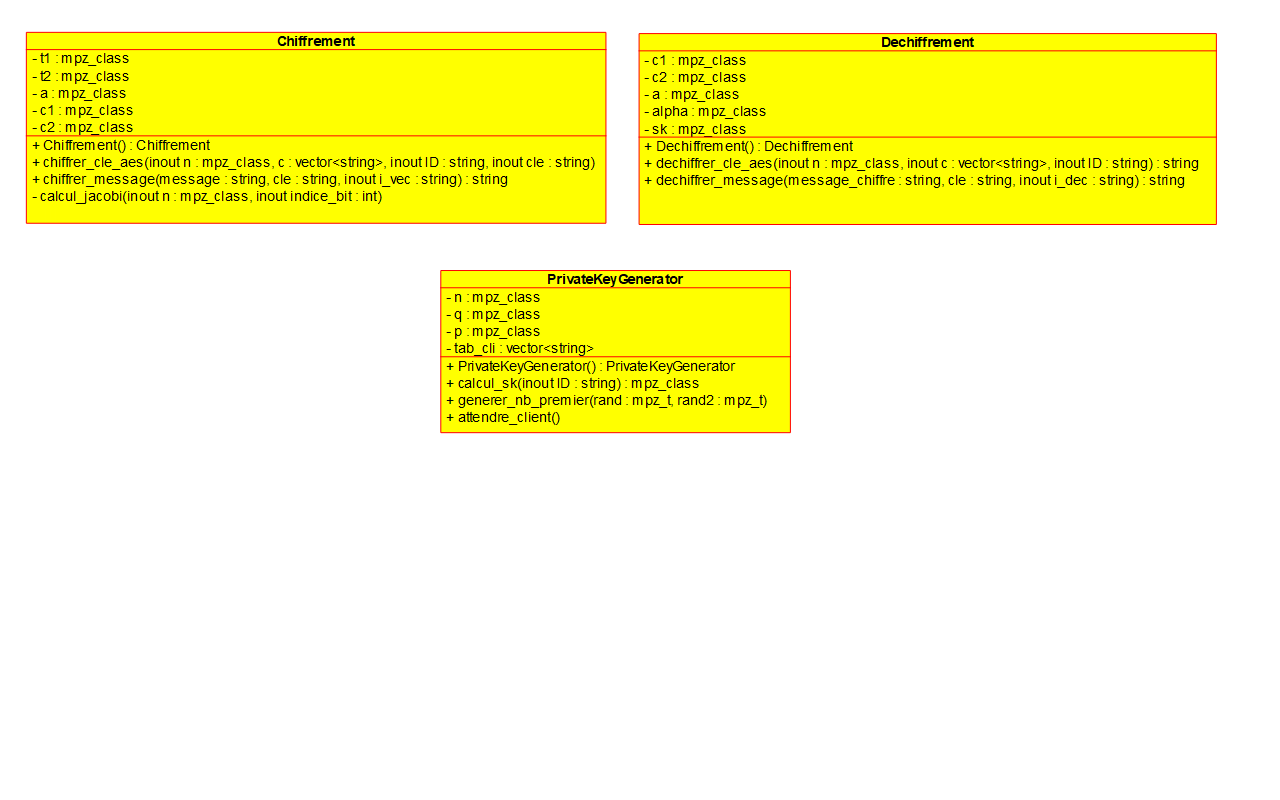 Chiffrement
- t1 : mpz_class
- t2 : mpz_class
- a : mpz_class
- c1 : mpz_class
- c2 : mpz_class
+ Chiffrement() : Chiffrement
+ chiffrer_cle_aes(inout n : mpz_class, c : vector<string>, inout ID : string, inout cle : string)
+ chiffrer_message(message : string, cle : string, inout i_vec : string) : string
- calcul_jacobi(inout n : mpz_class, inout indice_bit : int)
Dechiffrement
- c1 : mpz_class
- c2 : mpz_class
- a : mpz_class
- alpha : mpz_class
- sk : mpz_class
+ Dechiffrement() : Dechiffrement
+ dechiffrer_cle_aes(inout n : mpz_class, inout c : vector<string>, inout ID : string) : string
+ dechiffrer_message(message_chiffre : string, cle : string, inout i_dec : string) : string
PrivateKeyGenerator
- n : mpz_class
- q : mpz_class
- p : mpz_class
- tab_cli : vector<string>
+ PrivateKeyGenerator() : PrivateKeyGenerator
+ calcul_sk(inout ID : string) : mpz_class
+ generer_nb_premier(rand : mpz_t, rand2 : mpz_t)
+ attendre_client()